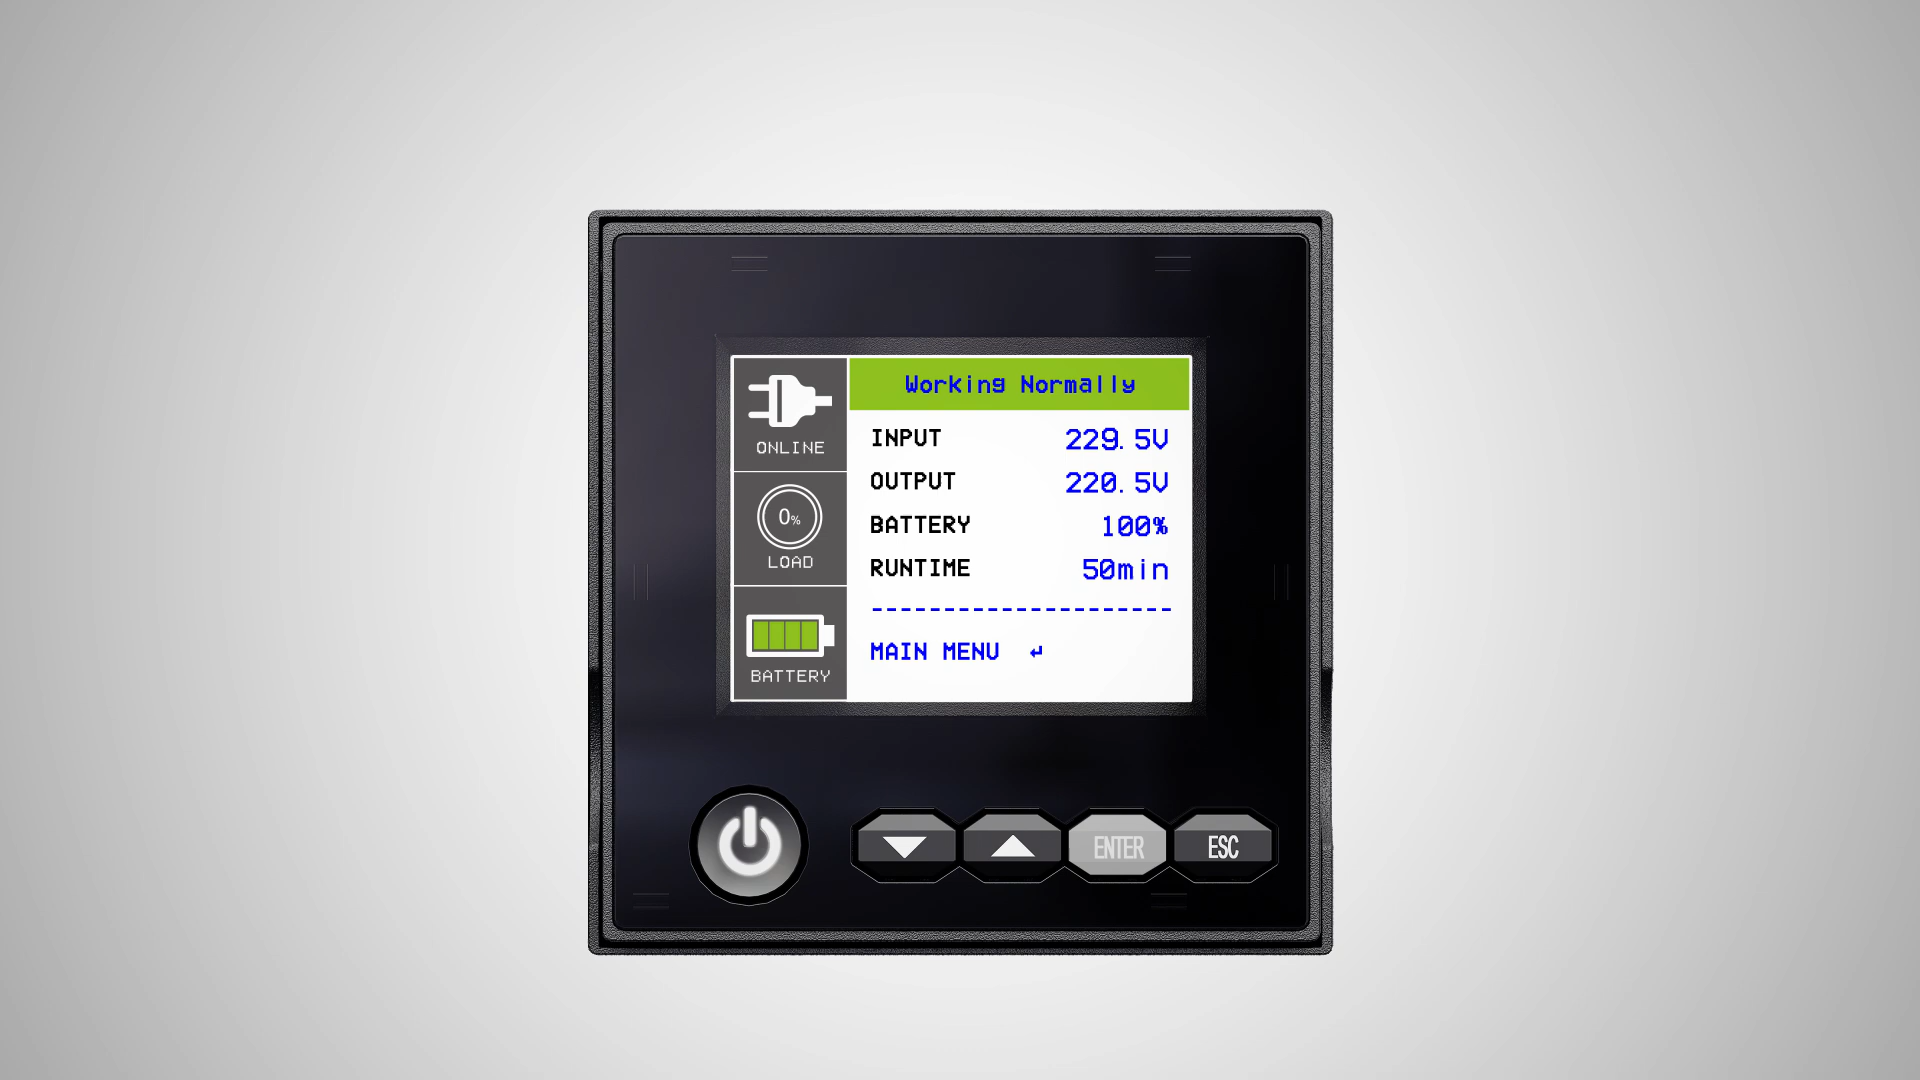 Working Normally
ONLINE
INPUT 229.5V
OUTPUT 220.5V
0%
LOAD
BATTERY 100%
RUNTIME 50min
---------------------
MAIN MENU ↵
BATTERY
ENTER
ESC